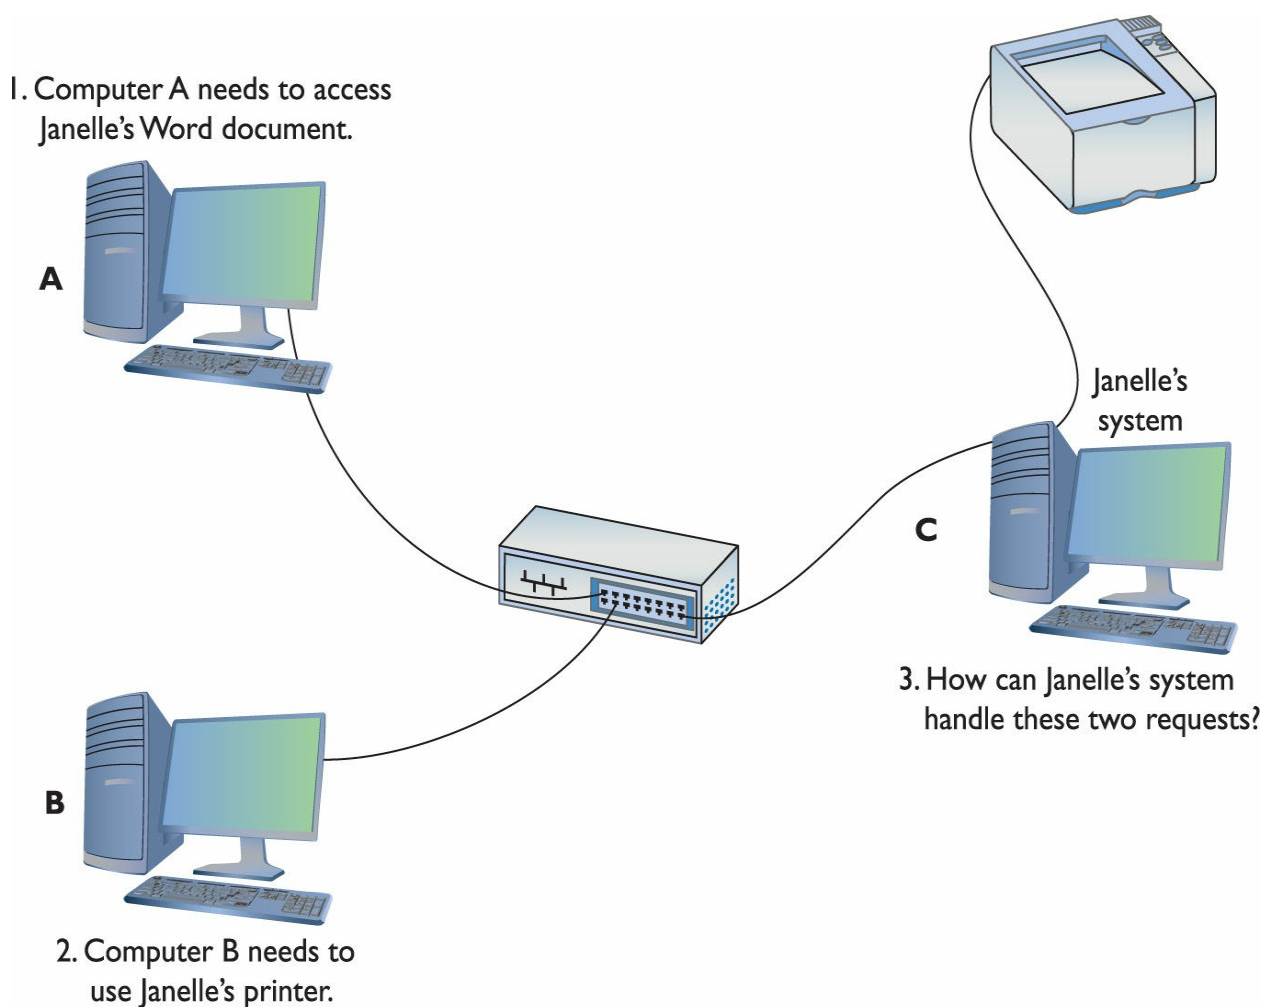 1. Computer A needs to access
Janelle's Word document.
A
Janelle's
system
C
3. How can Janelle's system
handle these two requests?
B
2. Computer B needs to
use Janelle's printer.